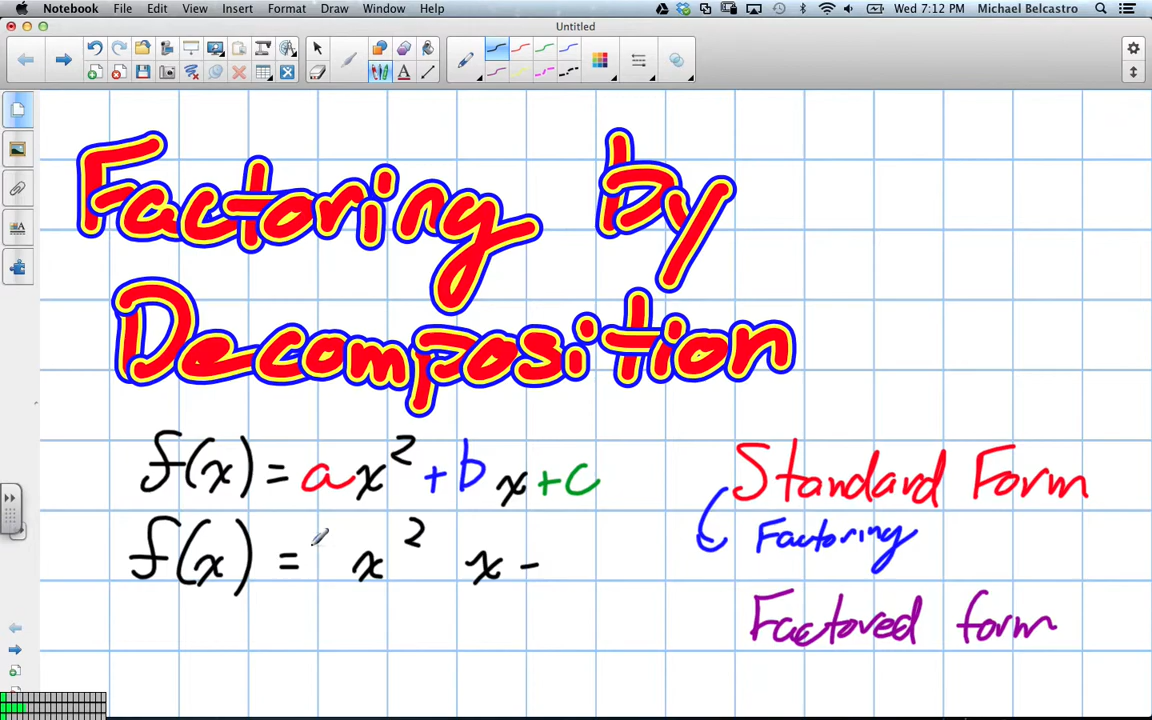 Notebook File Edit View Insert Format Draw Window Help Wed 7:12 PM Michael Belcastro
Untitled
Factoring by
Decomposition
f(x) = ax² + bx + c
Standard Form
f(x) = x² x -
Factoring
Factored form